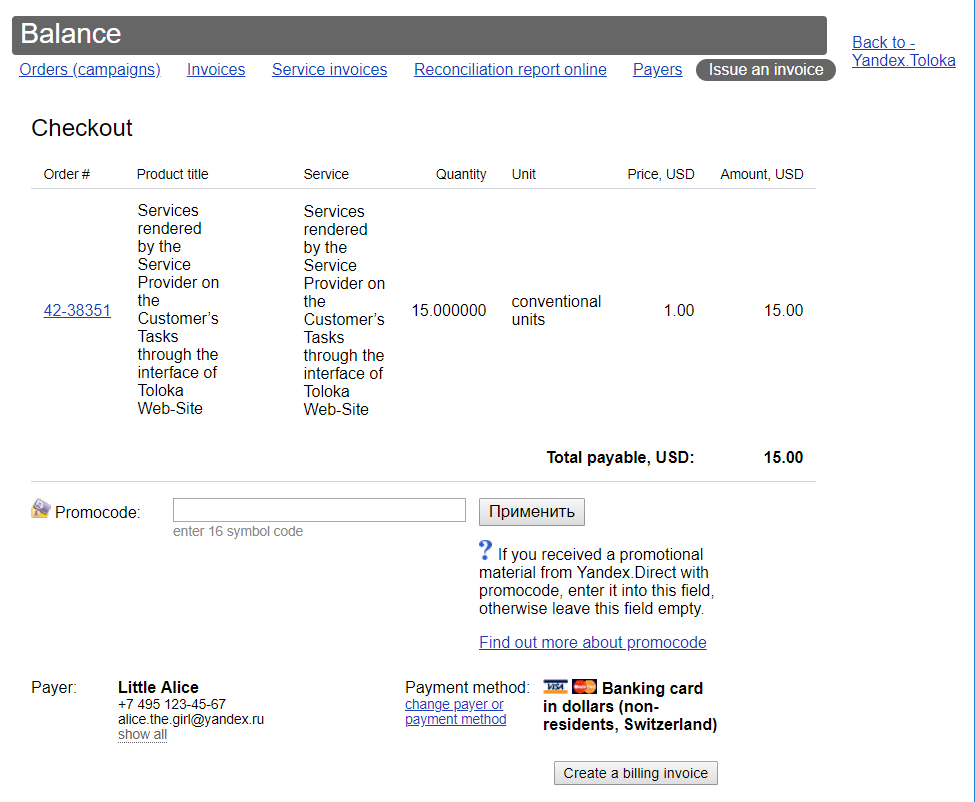 Balance
Back to -
Yandex.Toloka
Orders (campaigns) Invoices Service invoices Reconciliation report online Payers Issue an invoice
Checkout
Order # Product title Service Quantity Unit Price, USD Amount, USD
Services
rendered
by the
Service
Provider on
the
Customer’s
Tasks
through the
interface of
Toloka
Web-Site
Services
rendered
by the
Service
Provider on
the
Customer’s
Tasks
through the
interface of
Toloka
Web-Site
42-38351 15.000000 conventional
units 1.00 15.00
Total payable, USD: 15.00
Promocode: Применить
enter 16 symbol code
? If you received a promotional
material from Yandex.Direct with
promocode, enter it into this field,
otherwise leave this field empty.
Find out more about promocode
Payer: Little Alice
+7 495 123-45-67
alice.the.girl@yandex.ru
show all
Payment method:
change payer or
payment method
VISA MasterCard Banking card
in dollars (non-
residents, Switzerland)
Create a billing invoice